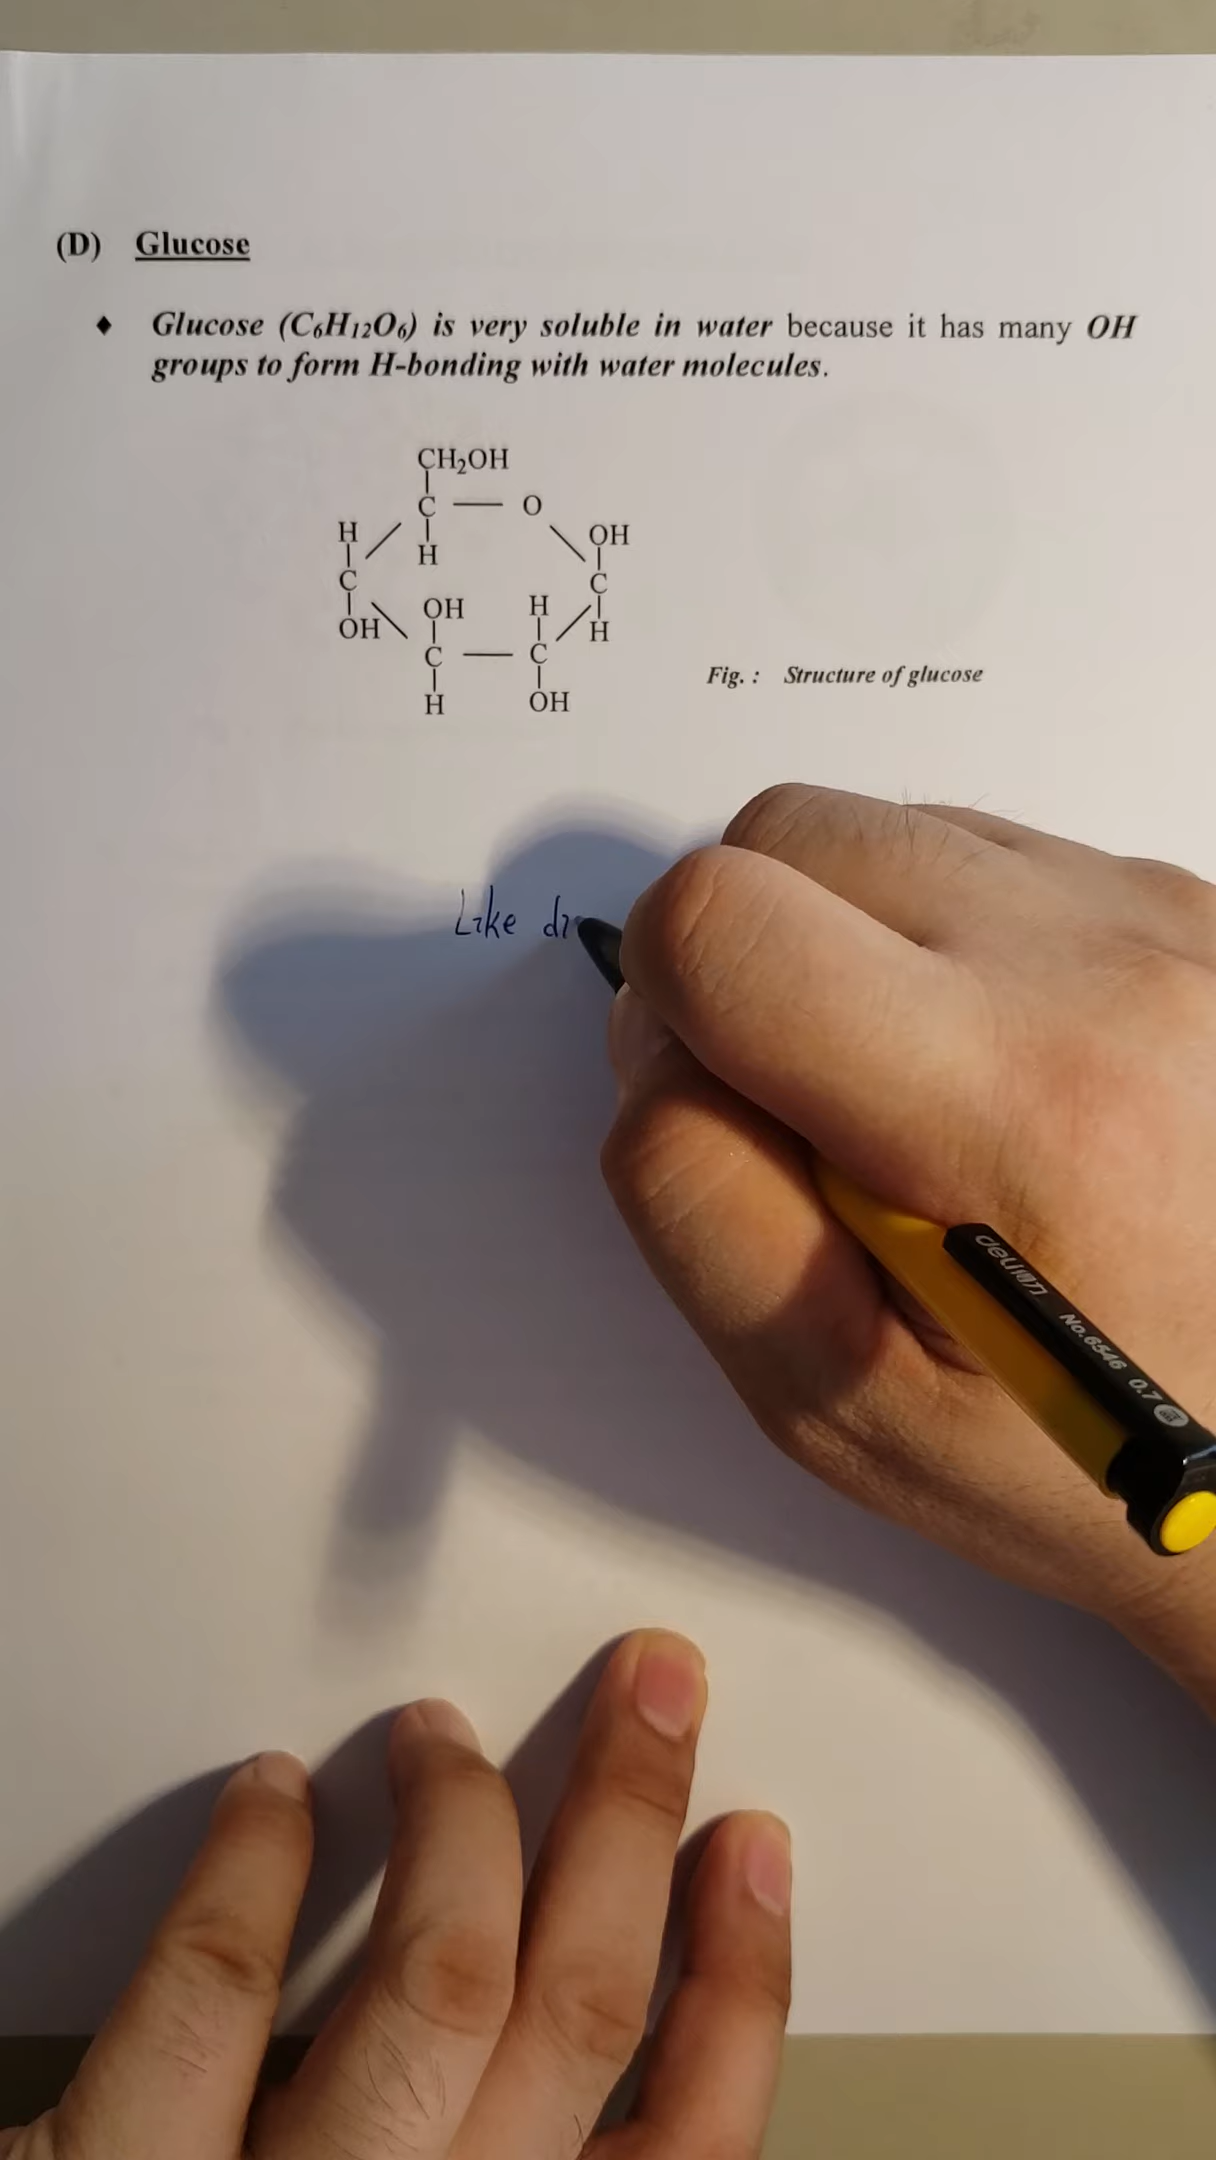 (D) Glucose
♦ Glucose (C₆H₁₂O₆) is very soluble in water because it has many OH
groups to form H-bonding with water molecules.
CH₂OH
C — O
H
H
OH
C
C
OH
OH
H
H
C — C
H
OH
Fig. : Structure of glucose
Like di
deli
No.6546 0.7